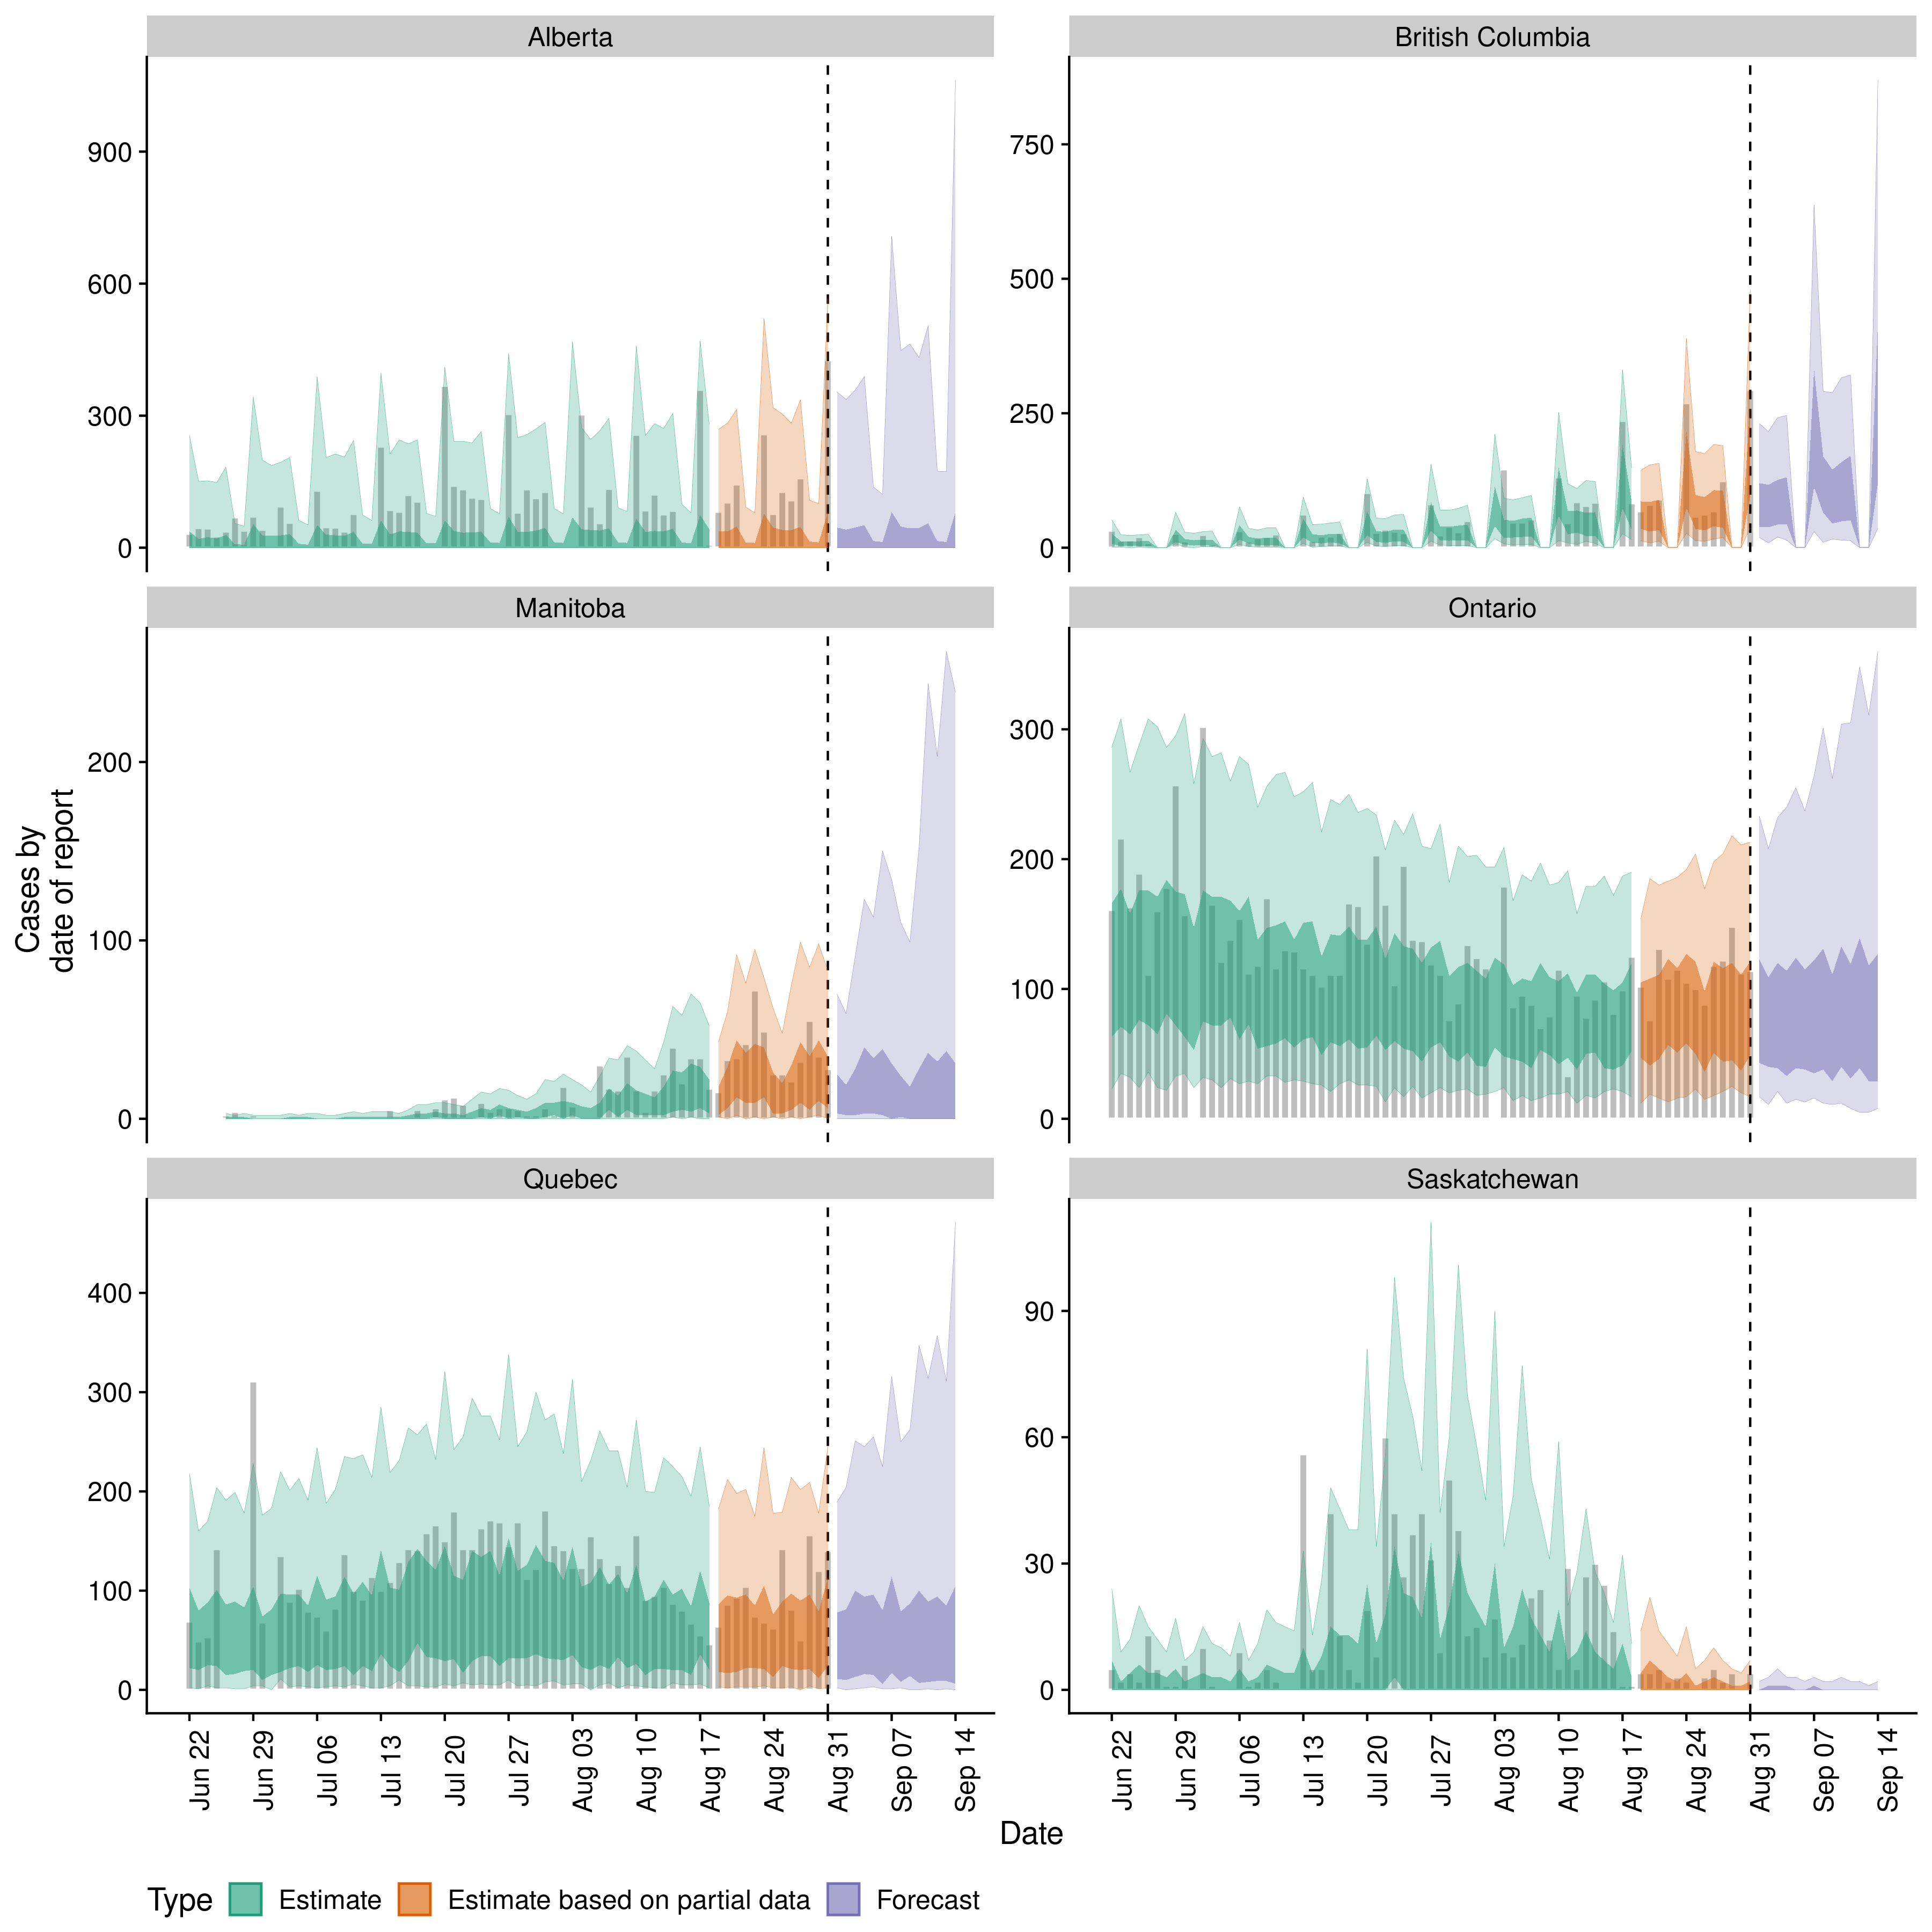 Alberta
British Columbia
900
600
300
0
750
500
250
0
Manitoba
Ontario
Cases by
date of report
200
100
0
300
200
100
0
Quebec
Saskatchewan
400
300
200
100
0
90
60
30
0
Jun 22
Jun 29
Jul 06
Jul 13
Jul 20
Jul 27
Aug 03
Aug 10
Aug 17
Aug 24
Aug 31
Sep 07
Sep 14
Jun 22
Jun 29
Jul 06
Jul 13
Jul 20
Jul 27
Aug 03
Aug 10
Aug 17
Aug 24
Aug 31
Sep 07
Sep 14
Date
Type Estimate Estimate based on partial data Forecast